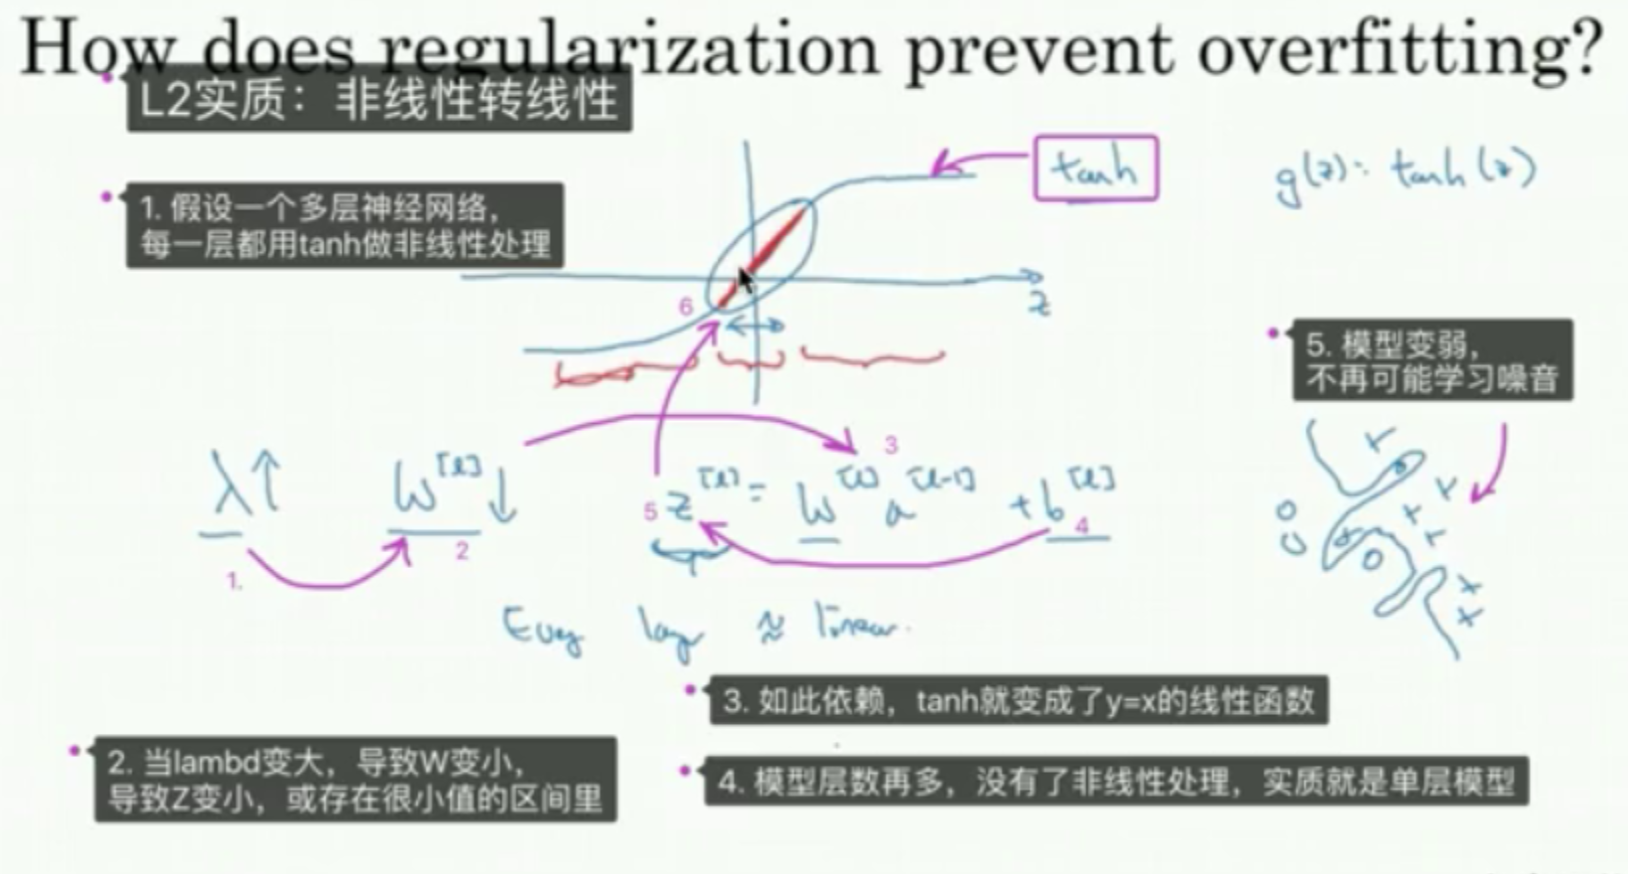 How does regularization prevent overfitting?
L2实质：非线性转线性
tanh
g(z): tanh(z)
1. 假设一个多层神经网络，
每一层都用tanh做非线性处理
z
6
5. 模型变弱，
不再可能学习噪音
3
λ↑ W^[l]↓ z^[l] = W^[l] a^[l-1] + b^[l]
5
4
2
1.
Every layer ≈ linear.
3. 如此依赖，tanh就变成了y=x的线性函数
2. 当lambd变大，导致W变小，
导致Z变小，或存在很小值的区间里
4. 模型层数再多，没有了非线性处理，实质就是单层模型